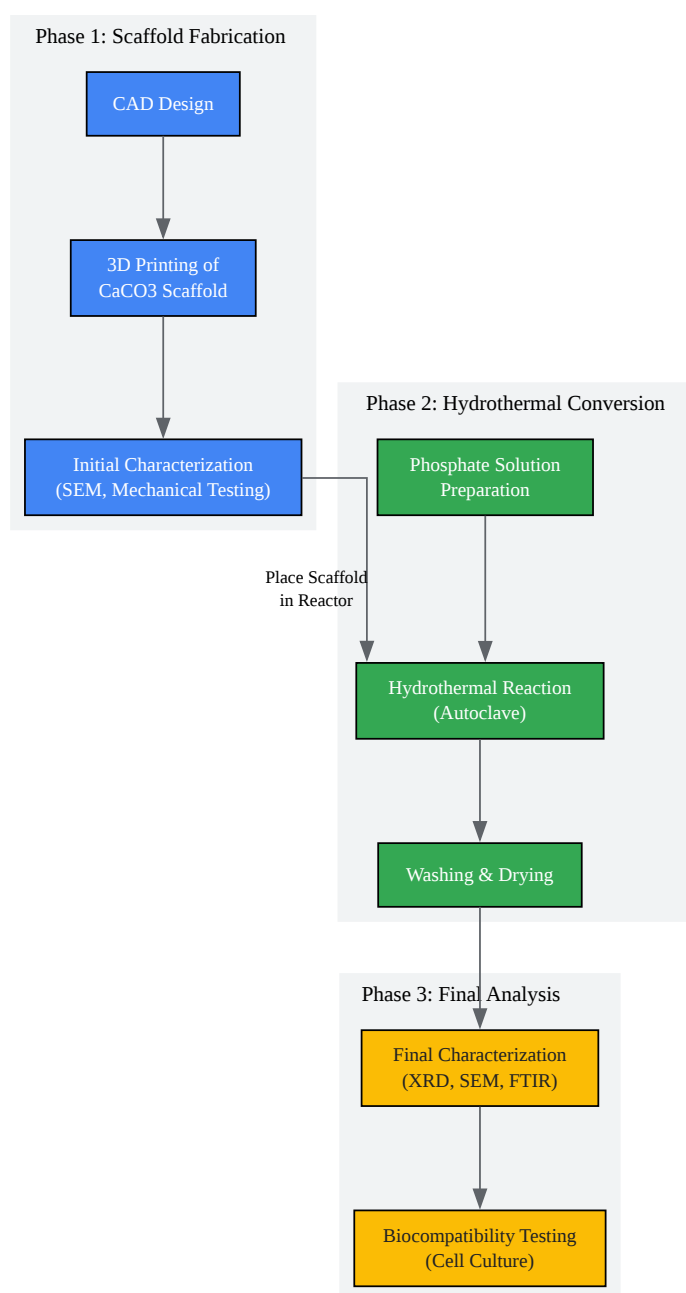 Phase 1: Scaffold Fabrication
CAD Design
3D Printing of
CaCO3 Scaffold
Initial Characterization
(SEM, Mechanical Testing)
Place Scaffold
in Reactor
Phase 2: Hydrothermal Conversion
Phosphate Solution
Preparation
Hydrothermal Reaction
(Autoclave)
Washing & Drying
Phase 3: Final Analysis
Final Characterization
(XRD, SEM, FTIR)
Biocompatibility Testing
(Cell Culture)